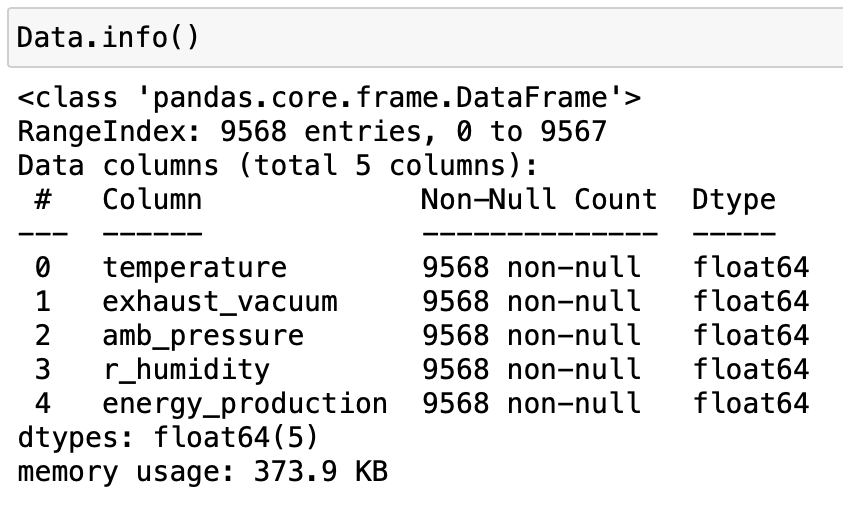 Data.info()
<class 'pandas.core.frame.DataFrame'>
RangeIndex: 9568 entries, 0 to 9567
Data columns (total 5 columns):
 #   Column             Non-Null Count  Dtype
---  ------             --------------  -----
 0   temperature        9568 non-null   float64
 1   exhaust_vacuum     9568 non-null   float64
 2   amb_pressure       9568 non-null   float64
 3   r_humidity         9568 non-null   float64
 4   energy_production  9568 non-null   float64
dtypes: float64(5)
memory usage: 373.9 KB